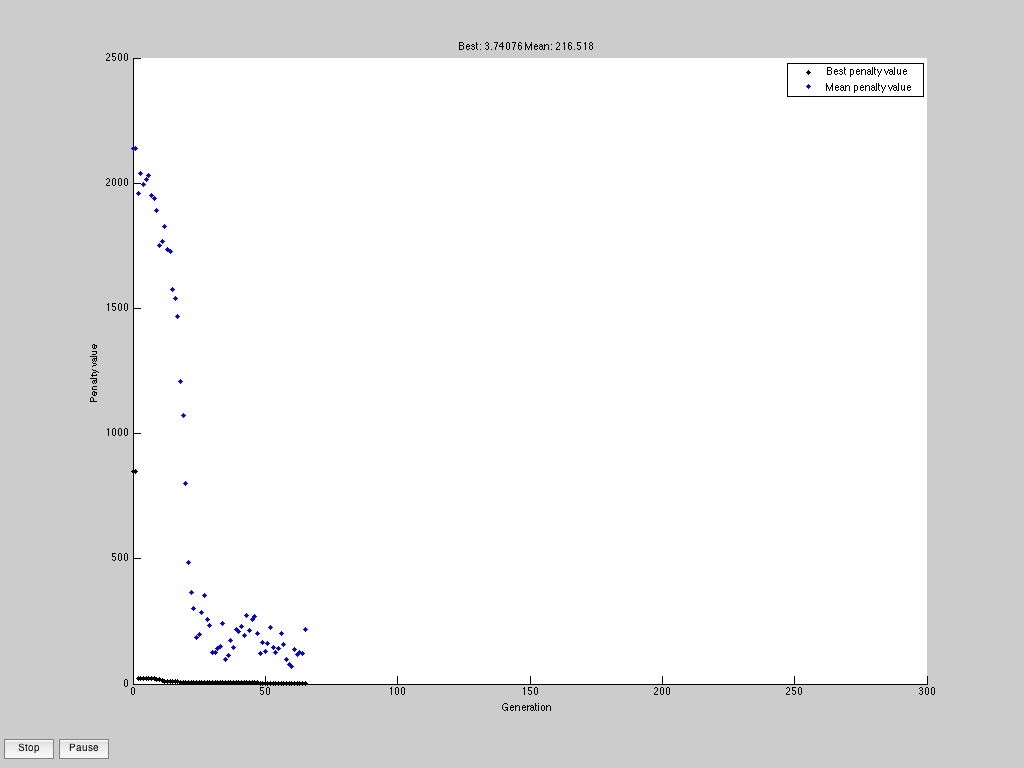 Best: 3.74076 Mean: 216.518
2500
Best penalty value
Mean penalty value
2000
1500
Penalty value
1000
500
0
0 50 100 150 200 250 300
Generation
Stop Pause